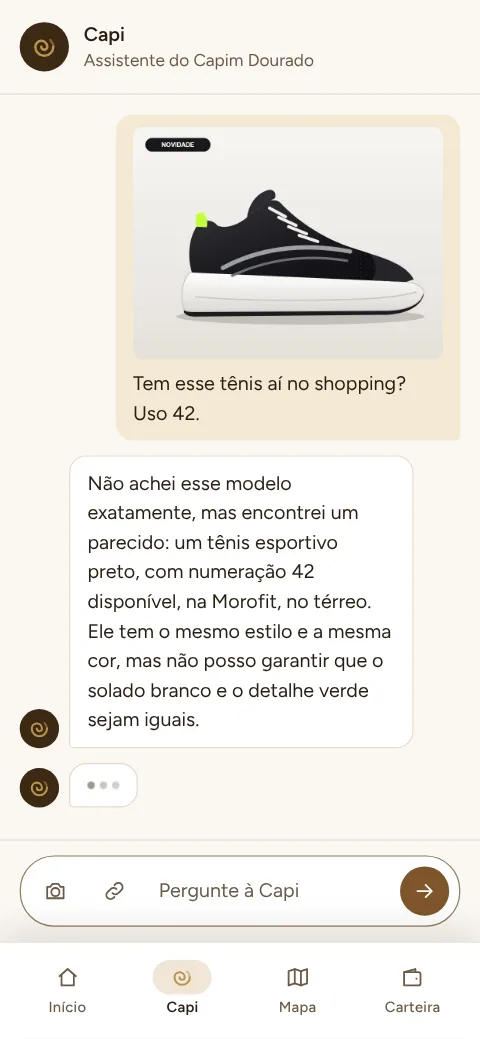 Capi
Assistente do Capim Dourado
NOVIDADE
Tem esse tênis aí no shopping?
Uso 42.
Não achei esse modelo
exatamente, mas encontrei um
parecido: um tênis esportivo
preto, com numeração 42
disponível, na Morofit, no térreo.
Ele tem o mesmo estilo e a mesma
cor, mas não posso garantir que o
solado branco e o detalhe verde
sejam iguais.
Pergunte à Capi
Início
Capi
Mapa
Carteira